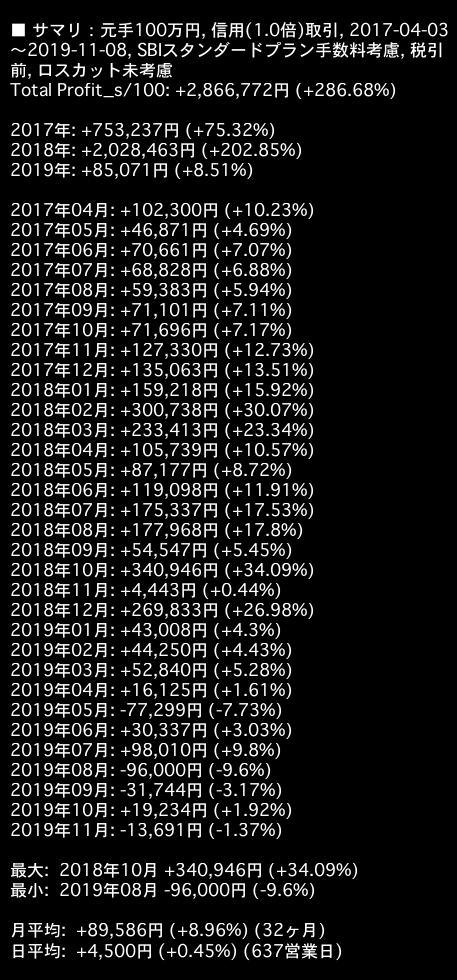 ■ サマリ：元手100万円, 信用(1.0倍)取引, 2017-04-03
〜2019-11-08, SBIスタンダードプラン手数料考慮, 税引
前, ロスカット未考慮
Total Profit_s/100: +2,866,772円 (+286.68%)
2017年: +753,237円 (+75.32%)
2018年: +2,028,463円 (+202.85%)
2019年: +85,071円 (+8.51%)
2017年04月: +102,300円 (+10.23%)
2017年05月: +46,871円 (+4.69%)
2017年06月: +70,661円 (+7.07%)
2017年07月: +68,828円 (+6.88%)
2017年08月: +59,383円 (+5.94%)
2017年09月: +71,101円 (+7.11%)
2017年10月: +71,696円 (+7.17%)
2017年11月: +127,330円 (+12.73%)
2017年12月: +135,063円 (+13.51%)
2018年01月: +159,218円 (+15.92%)
2018年02月: +300,738円 (+30.07%)
2018年03月: +233,413円 (+23.34%)
2018年04月: +105,739円 (+10.57%)
2018年05月: +87,177円 (+8.72%)
2018年06月: +119,098円 (+11.91%)
2018年07月: +175,337円 (+17.53%)
2018年08月: +177,968円 (+17.8%)
2018年09月: +54,547円 (+5.45%)
2018年10月: +340,946円 (+34.09%)
2018年11月: +4,443円 (+0.44%)
2018年12月: +269,833円 (+26.98%)
2019年01月: +43,008円 (+4.3%)
2019年02月: +44,250円 (+4.43%)
2019年03月: +52,840円 (+5.28%)
2019年04月: +16,125円 (+1.61%)
2019年05月: -77,299円 (-7.73%)
2019年06月: +30,337円 (+3.03%)
2019年07月: +98,010円 (+9.8%)
2019年08月: -96,000円 (-9.6%)
2019年09月: -31,744円 (-3.17%)
2019年10月: +19,234円 (+1.92%)
2019年11月: -13,691円 (-1.37%)
最大: 2018年10月 +340,946円 (+34.09%)
最小: 2019年08月 -96,000円 (-9.6%)
月平均: +89,586円 (+8.96%) (32ヶ月)
日平均: +4,500円 (+0.45%) (637営業日)